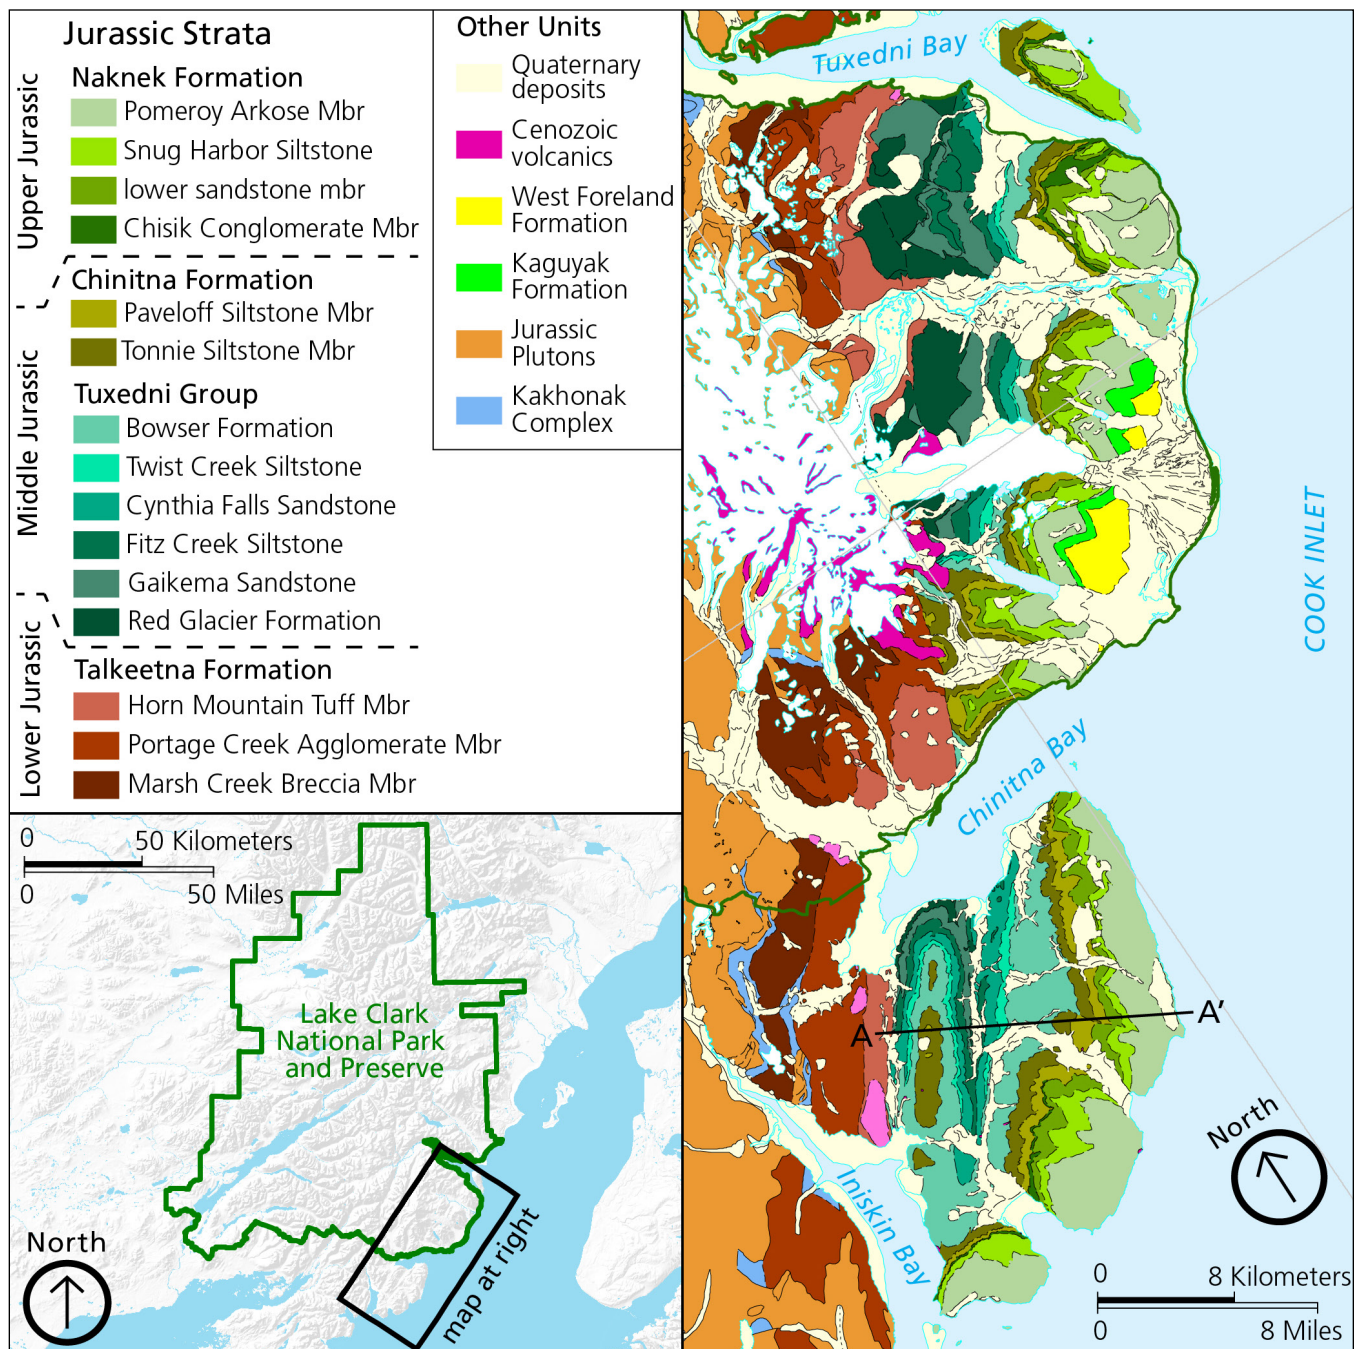 Jurassic Strata
Upper Jurassic
Naknek Formation
Pomeroy Arkose Mbr
Snug Harbor Siltstone
lower sandstone mbr
Chisik Conglomerate Mbr
Middle Jurassic
Chinitna Formation
Paveloff Siltstone Mbr
Tonnie Siltstone Mbr
Tuxedni Group
Bowser Formation
Twist Creek Siltstone
Cynthia Falls Sandstone
Fitz Creek Siltstone
Gaikema Sandstone
Red Glacier Formation
Lower Jurassic
Talkeetna Formation
Horn Mountain Tuff Mbr
Portage Creek Agglomerate Mbr
Marsh Creek Breccia Mbr
Other Units
Quaternary
deposits
Cenozoic
volcanics
West Foreland
Formation
Kaguyak
Formation
Jurassic
Plutons
Kakhonak
Complex
0 50 Kilometers
0 50 Miles
Lake Clark
National Park
and Preserve
North
map at right
Tuxedni Bay
COOK INLET
Chinitna Bay
A A’
North
Iniskin Bay
0 8 Kilometers
0 8 Miles